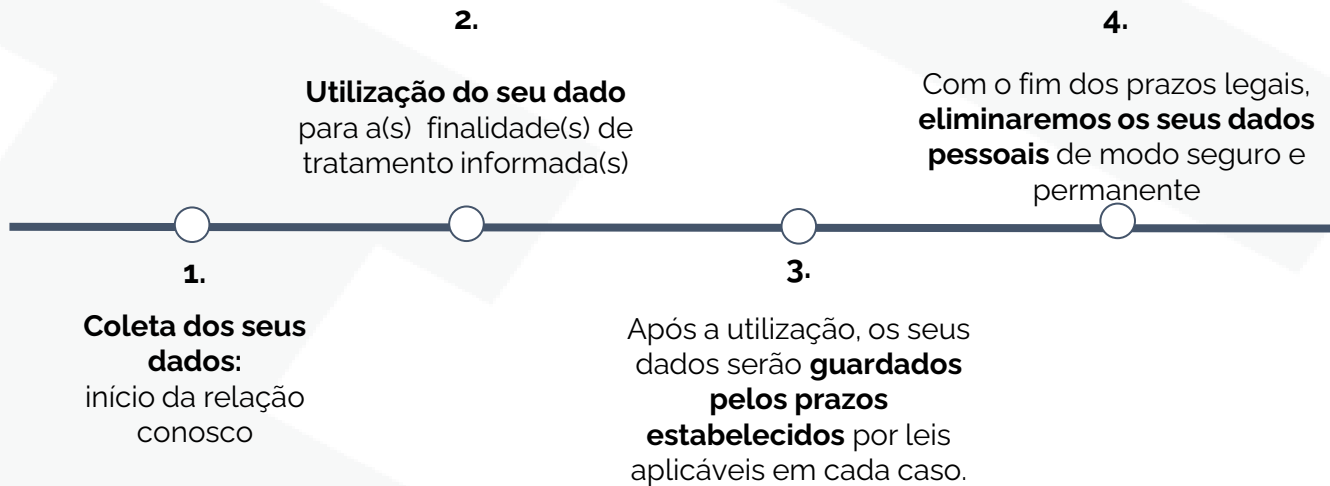 1.
Coleta dos seus
dados:
início da relação
conosco
2.
Utilização do seu dado
para a(s) finalidade(s) de
tratamento informada(s)
3.
Após a utilização, os seus
dados serão guardados
pelos prazos
estabelecidos por leis
aplicáveis em cada caso.
4.
Com o fim dos prazos legais,
eliminaremos os seus dados
pessoais de modo seguro e
permanente